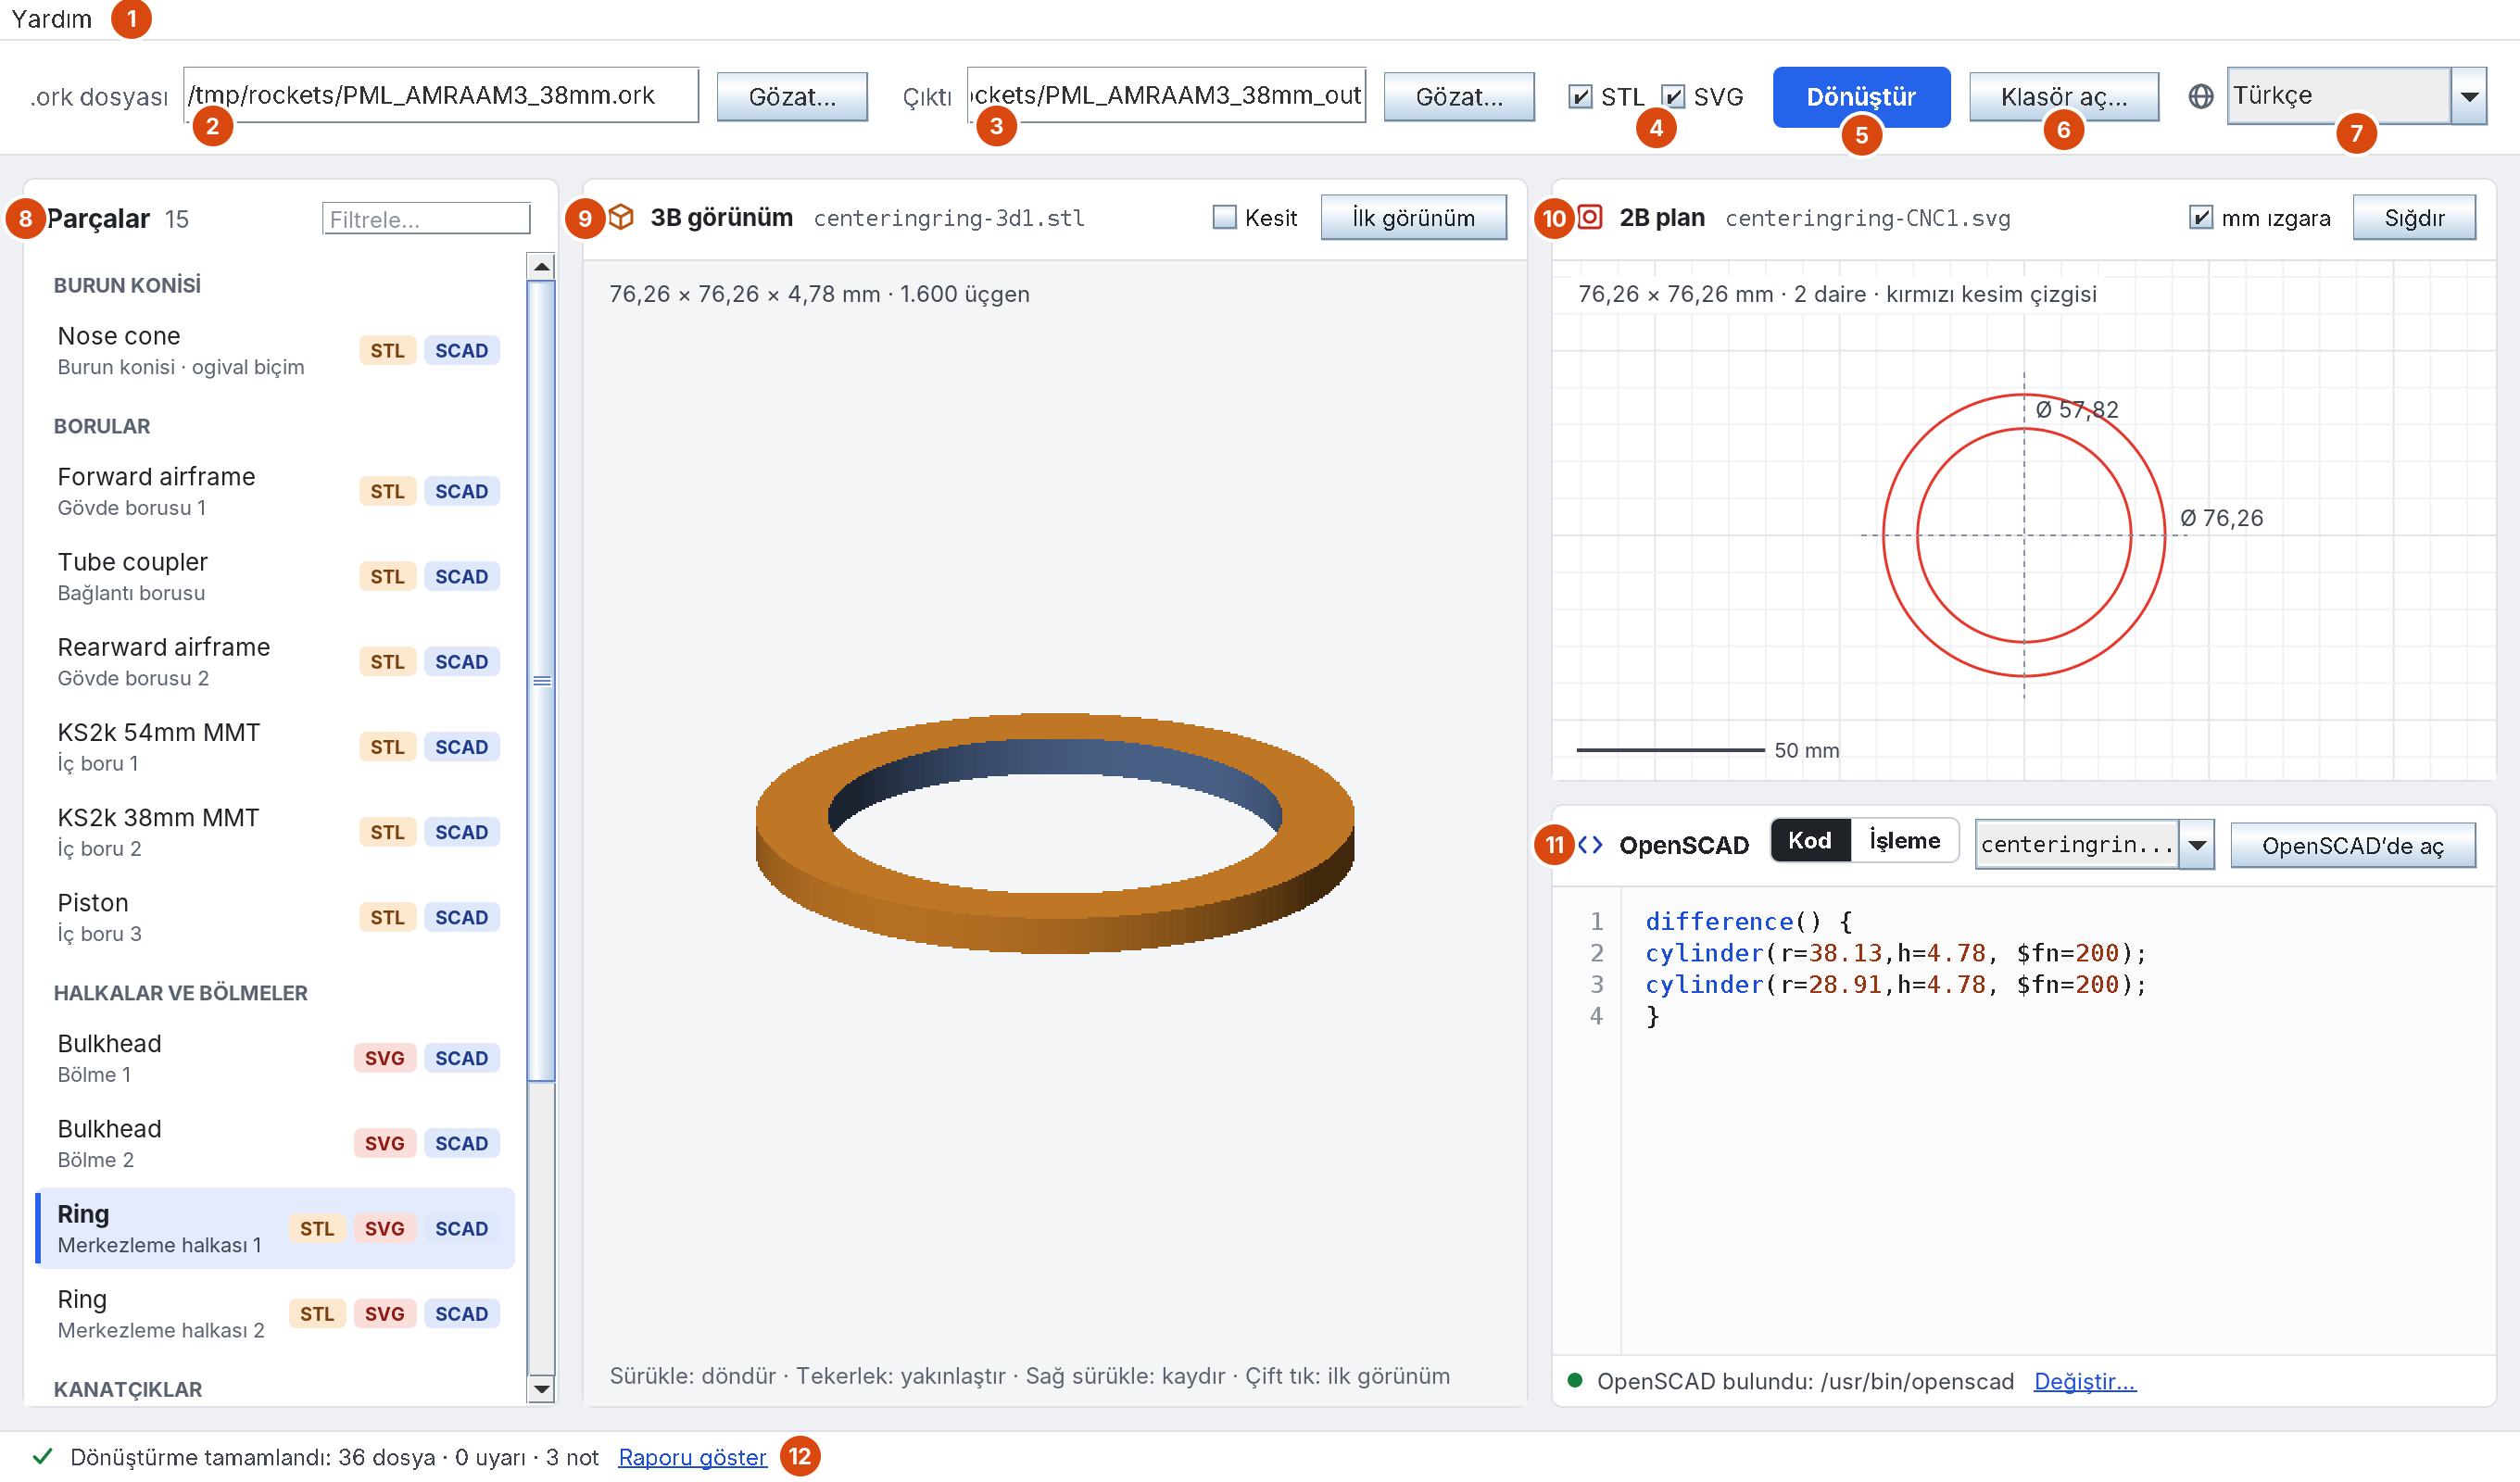 Yardım 1
.ork dosyası /tmp/rockets/PML_AMRAAM3_38mm.ork Gözat... Çıktı ockets/PML_AMRAAM3_38mm_out Gözat... STL SVG Dönüştür Klasör aç... Türkçe
2 3 4 5 6 7
8 Parçalar 15 Filtrele...
BURUN KONİSİ
Nose cone STL SCAD
Burun konisi · ogival biçim
BORULAR
Forward airframe STL SCAD
Gövde borusu 1
Tube coupler STL SCAD
Bağlantı borusu
Rearward airframe STL SCAD
Gövde borusu 2
KS2k 54mm MMT STL SCAD
İç boru 1
KS2k 38mm MMT STL SCAD
İç boru 2
Piston STL SCAD
İç boru 3
HALKALAR VE BÖLMELER
Bulkhead SVG SCAD
Bölme 1
Bulkhead SVG SCAD
Bölme 2
Ring STL SVG SCAD
Merkezleme halkası 1
Ring STL SVG SCAD
Merkezleme halkası 2
KANATÇIKLAR
9 3B görünüm centeringring-3d1.stl Kesit İlk görünüm
76,26 × 76,26 × 4,78 mm · 1.600 üçgen
Sürükle: döndür · Tekerlek: yakınlaştır · Sağ sürükle: kaydır · Çift tık: ilk görünüm
10 2B plan centeringring-CNC1.svg mm ızgara Sığdır
76,26 × 76,26 mm · 2 daire · kırmızı kesim çizgisi
Ø 57,82
Ø 76,26
50 mm
11 OpenSCAD Kod İşleme centeringrin... OpenSCAD'de aç
1 difference() {
2 cylinder(r=38.13,h=4.78, $fn=200);
3 cylinder(r=28.91,h=4.78, $fn=200);
4 }
OpenSCAD bulundu: /usr/bin/openscad Değiştir...
Dönüştürme tamamlandı: 36 dosya · 0 uyarı · 3 not Raporu göster 12